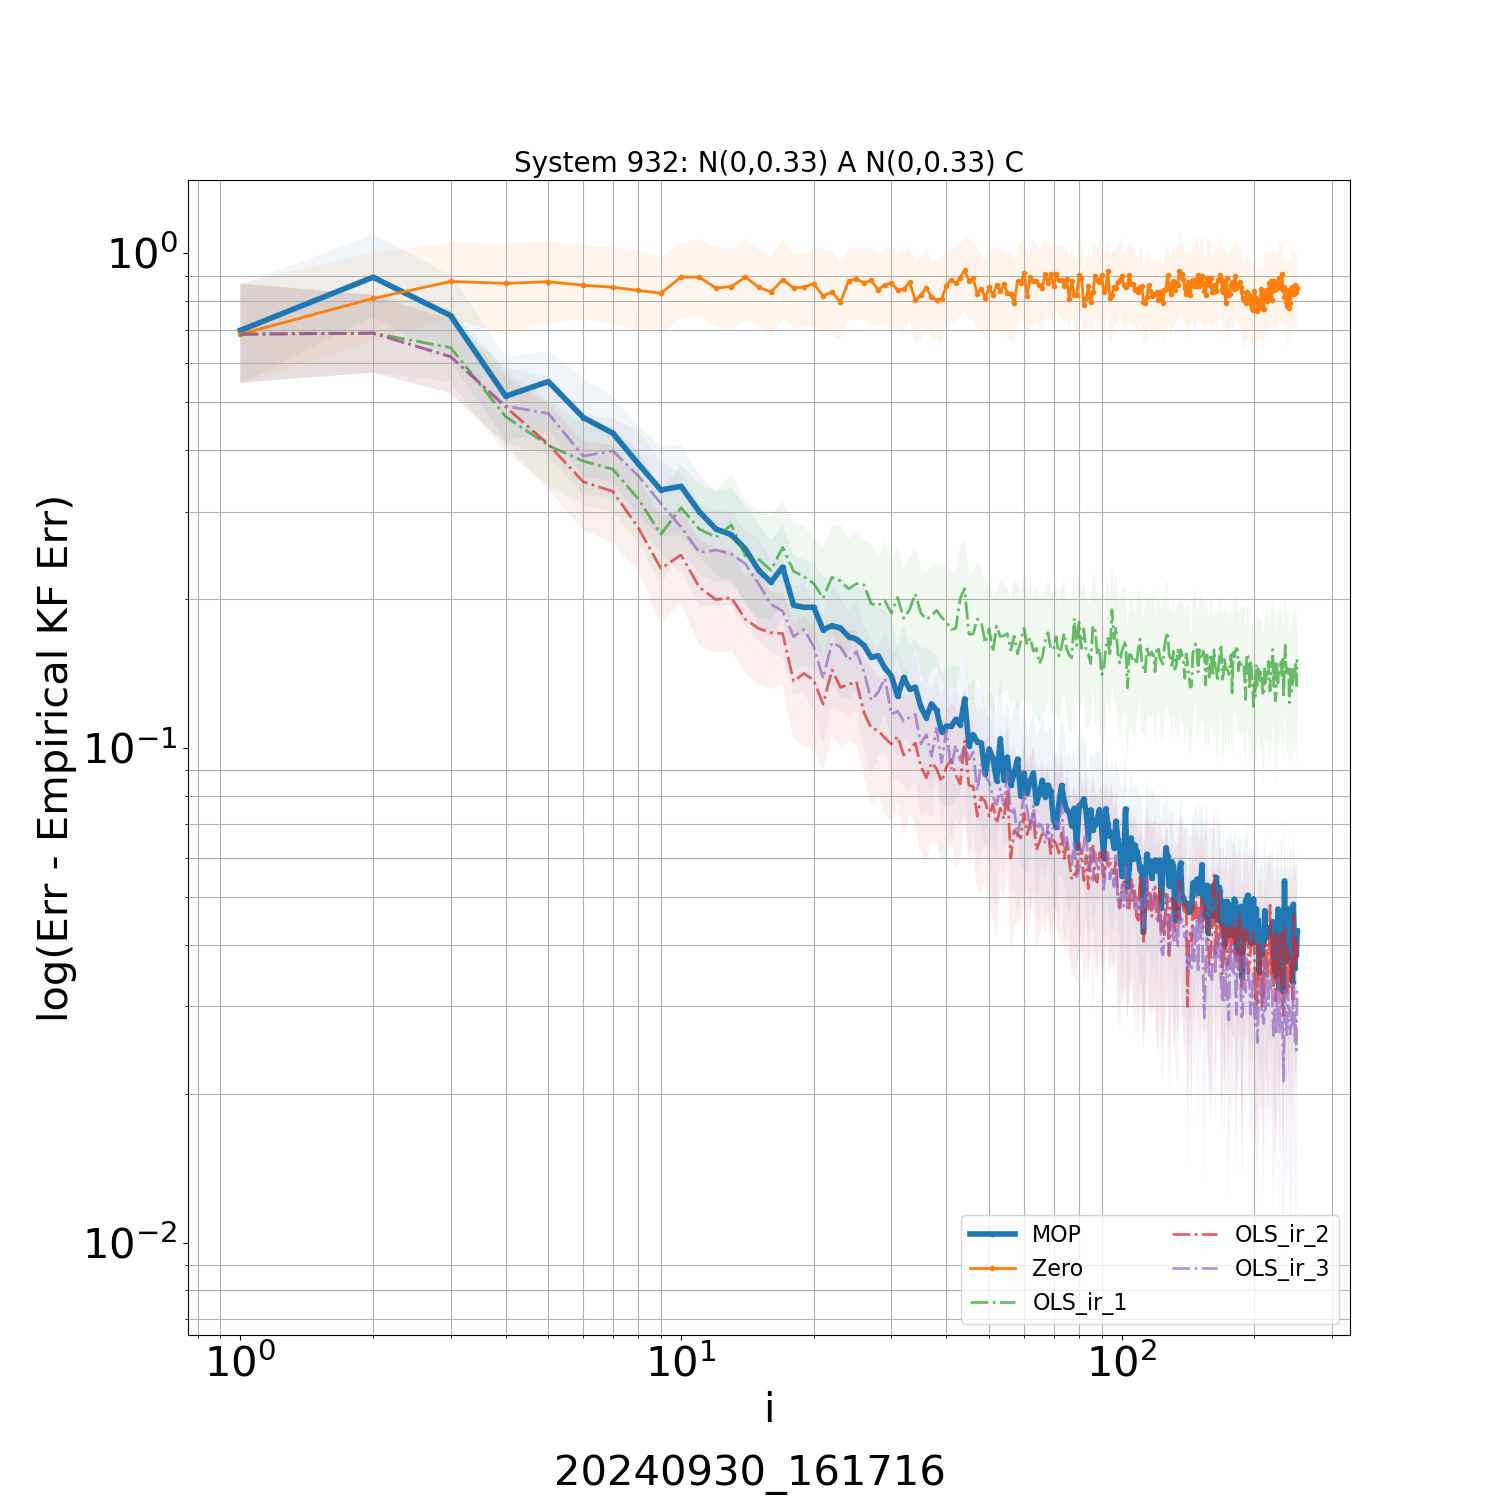 System 932: N(0,0.33) A N(0,0.33) C
log(Err - Empirical KF Err)
10⁰
10⁻¹
10⁻²
10⁰ 10¹ 10²
i
MOP
Zero
OLS_ir_1
OLS_ir_2
OLS_ir_3
20240930_161716